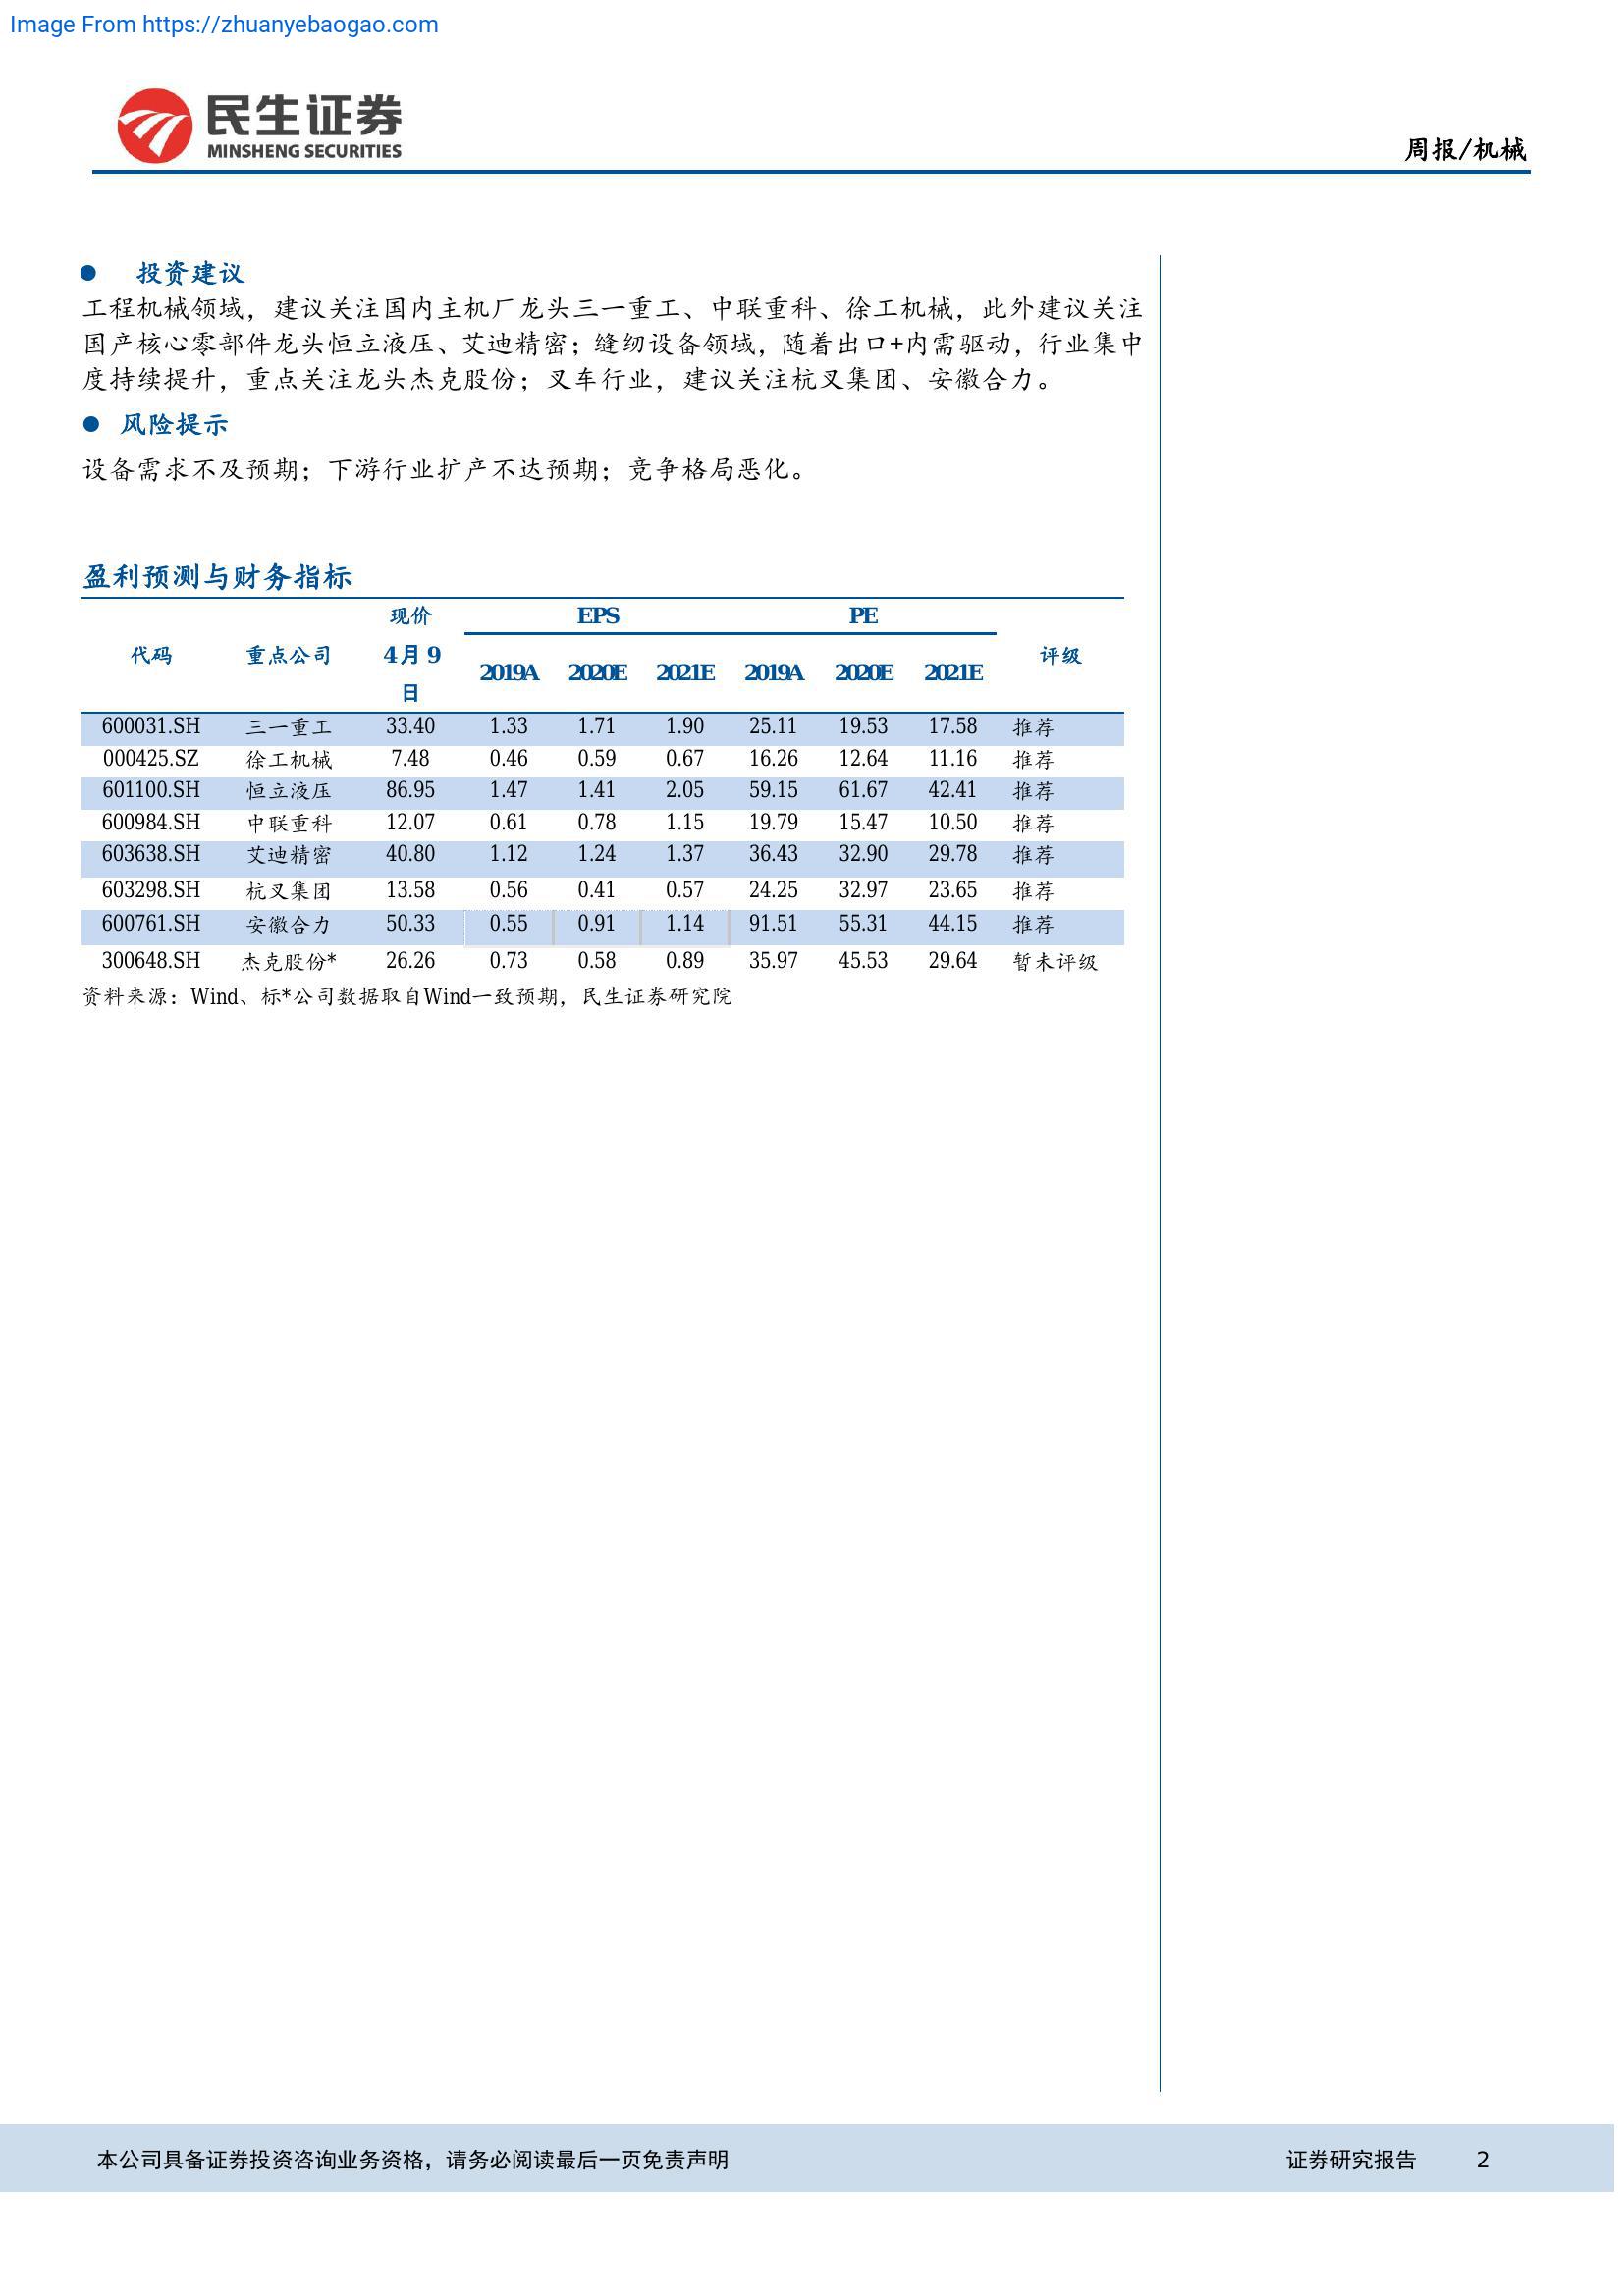 Image From https://zhuanyebaogao.com
民生证券
MINSHENG SECURITIES
周报/机械
● 投资建议
工程机械领域，建议关注国内主机厂龙头三一重工、中联重科、徐工机械，此外建议关注
国产核心零部件龙头恒立液压、艾迪精密；缝纫设备领域，随着出口+内需驱动，行业集中
度持续提升，重点关注龙头杰克股份；叉车行业，建议关注杭叉集团、安徽合力。
● 风险提示
设备需求不及预期；下游行业扩产不达预期；竞争格局恶化。
盈利预测与财务指标
代码 重点公司 现价 EPS PE 评级
4月9
日
2019A 2020E 2021E 2019A 2020E 2021E
600031.SH 三一重工 33.40 1.33 1.71 1.90 25.11 19.53 17.58 推荐
000425.SZ 徐工机械 7.48 0.46 0.59 0.67 16.26 12.64 11.16 推荐
601100.SH 恒立液压 86.95 1.47 1.41 2.05 59.15 61.67 42.41 推荐
600984.SH 中联重科 12.07 0.61 0.78 1.15 19.79 15.47 10.50 推荐
603638.SH 艾迪精密 40.80 1.12 1.24 1.37 36.43 32.90 29.78 推荐
603298.SH 杭叉集团 13.58 0.56 0.41 0.57 24.25 32.97 23.65 推荐
600761.SH 安徽合力 50.33 0.55 0.91 1.14 91.51 55.31 44.15 推荐
300648.SH 杰克股份* 26.26 0.73 0.58 0.89 35.97 45.53 29.64 暂未评级
资料来源：Wind、标*公司数据取自Wind一致预期，民生证券研究院
本公司具备证券投资咨询业务资格，请务必阅读最后一页免责声明 证券研究报告 2